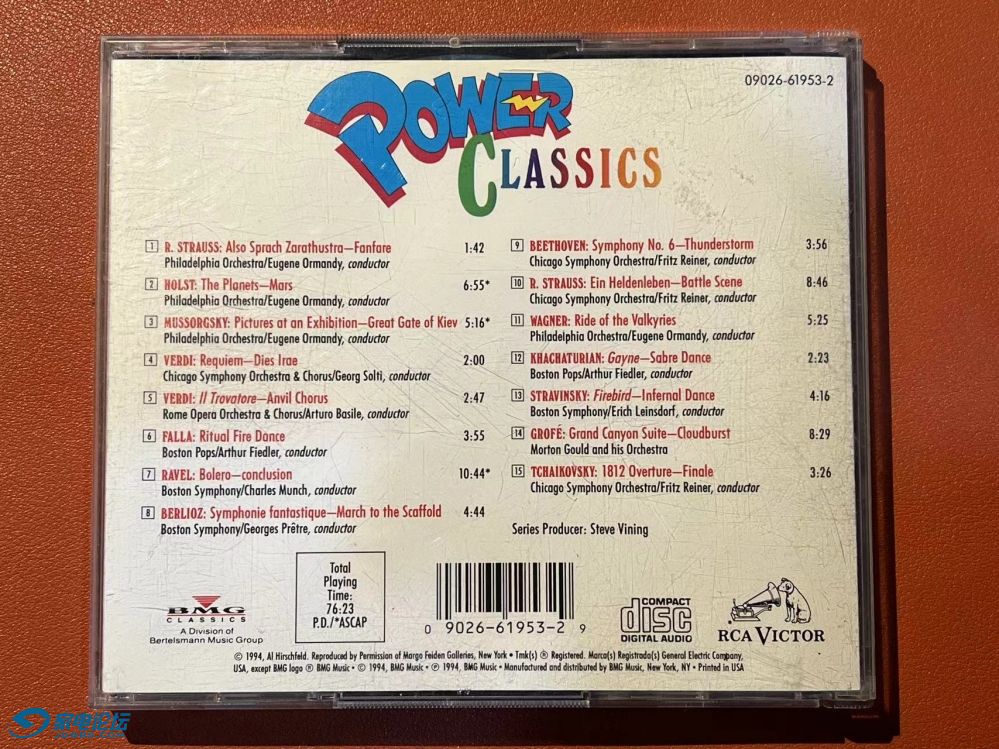 POWER
CLASSICS
09026-61953-2
1 R. STRAUSS: Also Sprach Zarathustra—Fanfare 1:42
Philadelphia Orchestra/Eugene Ormandy, conductor
2 HOLST: The Planets—Mars 6:55*
Philadelphia Orchestra/Eugene Ormandy, conductor
3 MUSSORGSKY: Pictures at an Exhibition—Great Gate of Kiev 5:16*
Philadelphia Orchestra/Eugene Ormandy, conductor
4 VERDI: Requiem—Dies Irae 2:00
Chicago Symphony Orchestra & Chorus/Georg Solti, conductor
5 VERDI: Il Trovatore—Anvil Chorus 2:47
Rome Opera Orchestra & Chorus/Arturo Basile, conductor
6 FALLA: Ritual Fire Dance 3:55
Boston Pops/Arthur Fiedler, conductor
7 RAVEL: Bolero—conclusion 10:44*
Boston Symphony/Charles Munch, conductor
8 BERLIOZ: Symphonie fantastique—March to the Scaffold 4:44
Boston Symphony/Georges Prêtre, conductor
9 BEETHOVEN: Symphony No. 6—Thunderstorm 3:56
Chicago Symphony Orchestra/Fritz Reiner, conductor
10 R. STRAUSS: Ein Heldenleben—Battle Scene 8:46
Chicago Symphony Orchestra/Fritz Reiner, conductor
11 WAGNER: Ride of the Valkyries 5:25
Philadelphia Orchestra/Eugene Ormandy, conductor
12 KHACHATURIAN: Gayne—Sabre Dance 2:23
Boston Pops/Arthur Fiedler, conductor
13 STRAVINSKY: Firebird—Infernal Dance 4:16
Boston Symphony/Erich Leinsdorf, conductor
14 GROFÉ: Grand Canyon Suite—Cloudburst 8:29
Morton Gould and his Orchestra
15 TCHAIKOVSKY: 1812 Overture—Finale 3:26
Chicago Symphony Orchestra/Fritz Reiner, conductor
Series Producer: Steve Vining
BMG
CLASSICS
A Division of
Bertelsmann Music Group
Total
Playing
Time:
76:23
P.D./*ASCAP
0 09026-61953-2 9
COMPACT
disc
DIGITAL AUDIO
RCA VICTOR
© 1994, Al Hirschfeld. Reproduced by Permission of Margo Feiden Galleries, New York • Tmk(s) ® Registered. Marca(s) Registrada(s) General Electric Company,
USA, except BMG logo ® BMG Music • © 1994, BMG Music • ℗ 1994, BMG Music • Manufactured and distributed by BMG Music, New York, NY • Printed in USA
家电论坛